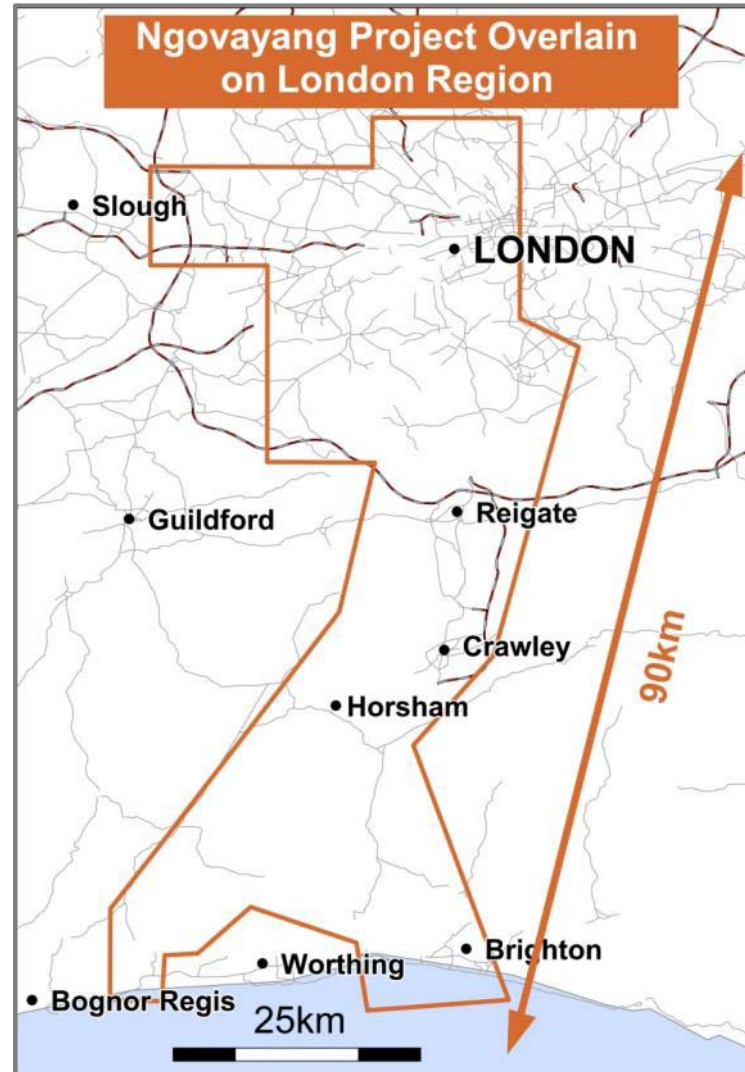 Ngovayang Project Overlain
on London Region
Slough
LONDON
Guildford
Reigate
Crawley
Horsham
90km
Brighton
Worthing
Bognor Regis
25km